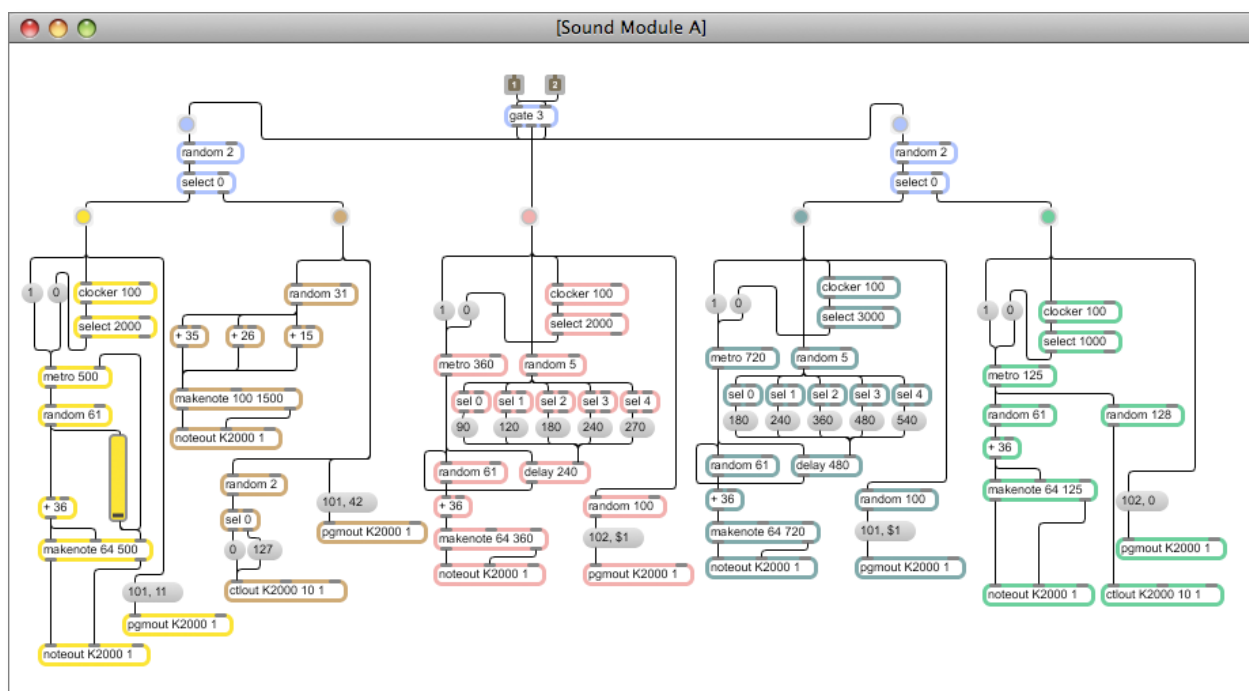 [Sound Module A]
1
2
gate 3
random 2
select 0
random 2
select 0
1
0
clocker 100
select 2000
metro 500
random 61
+ 36
makenote 64 500
101, 11
pgmout K2000 1
noteout K2000 1
random 31
+ 35
+ 26
+ 15
makenote 100 1500
noteout K2000 1
random 2
sel 0
0
127
ctlout K2000 10 1
101, 42
pgmout K2000 1
1
0
clocker 100
select 2000
metro 360
random 5
sel 0
sel 1
sel 2
sel 3
sel 4
90
120
180
240
270
random 61
delay 240
+ 36
makenote 64 360
noteout K2000 1
random 100
102, $1
pgmout K2000 1
1
0
clocker 100
select 3000
metro 720
random 5
sel 0
sel 1
sel 2
sel 3
sel 4
180
240
360
480
540
random 61
delay 480
+ 36
makenote 64 720
noteout K2000 1
random 100
101, $1
pgmout K2000 1
1
0
clocker 100
select 1000
metro 125
random 61
random 128
+ 36
makenote 64 125
102, 0
pgmout K2000 1
noteout K2000 1
ctlout K2000 10 1